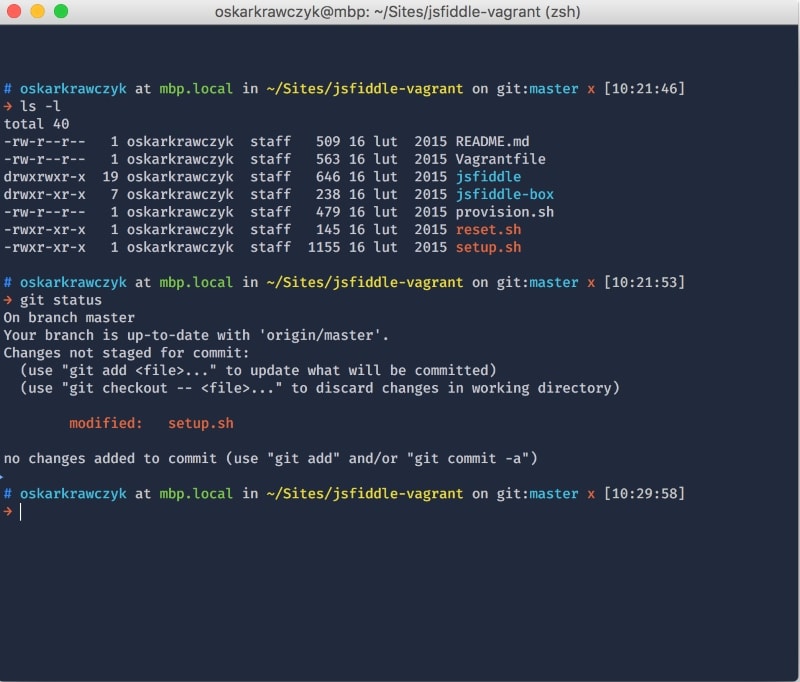 oskarkrawczyk@mbp: ~/Sites/jsfiddle-vagrant (zsh)
# oskarkrawczyk at mbp.local in ~/Sites/jsfiddle-vagrant on git:master x [10:21:46]
→ ls -l
total 40
-rw-r--r--   1 oskarkrawczyk  staff   509 16 lut  2015 README.md
-rw-r--r--   1 oskarkrawczyk  staff   563 16 lut  2015 Vagrantfile
drwxrwxr-x  19 oskarkrawczyk  staff   646 16 lut  2015 jsfiddle
drwxr-xr-x   7 oskarkrawczyk  staff   238 16 lut  2015 jsfiddle-box
-rw-r--r--   1 oskarkrawczyk  staff   479 16 lut  2015 provision.sh
-rwxr-xr-x   1 oskarkrawczyk  staff   145 16 lut  2015 reset.sh
-rwxr-xr-x   1 oskarkrawczyk  staff  1155 16 lut  2015 setup.sh
# oskarkrawczyk at mbp.local in ~/Sites/jsfiddle-vagrant on git:master x [10:21:53]
→ git status
On branch master
Your branch is up-to-date with 'origin/master'.
Changes not staged for commit:
  (use "git add <file>..." to update what will be committed)
  (use "git checkout -- <file>..." to discard changes in working directory)
        modified:   setup.sh
no changes added to commit (use "git add" and/or "git commit -a")
# oskarkrawczyk at mbp.local in ~/Sites/jsfiddle-vagrant on git:master x [10:29:58]
→